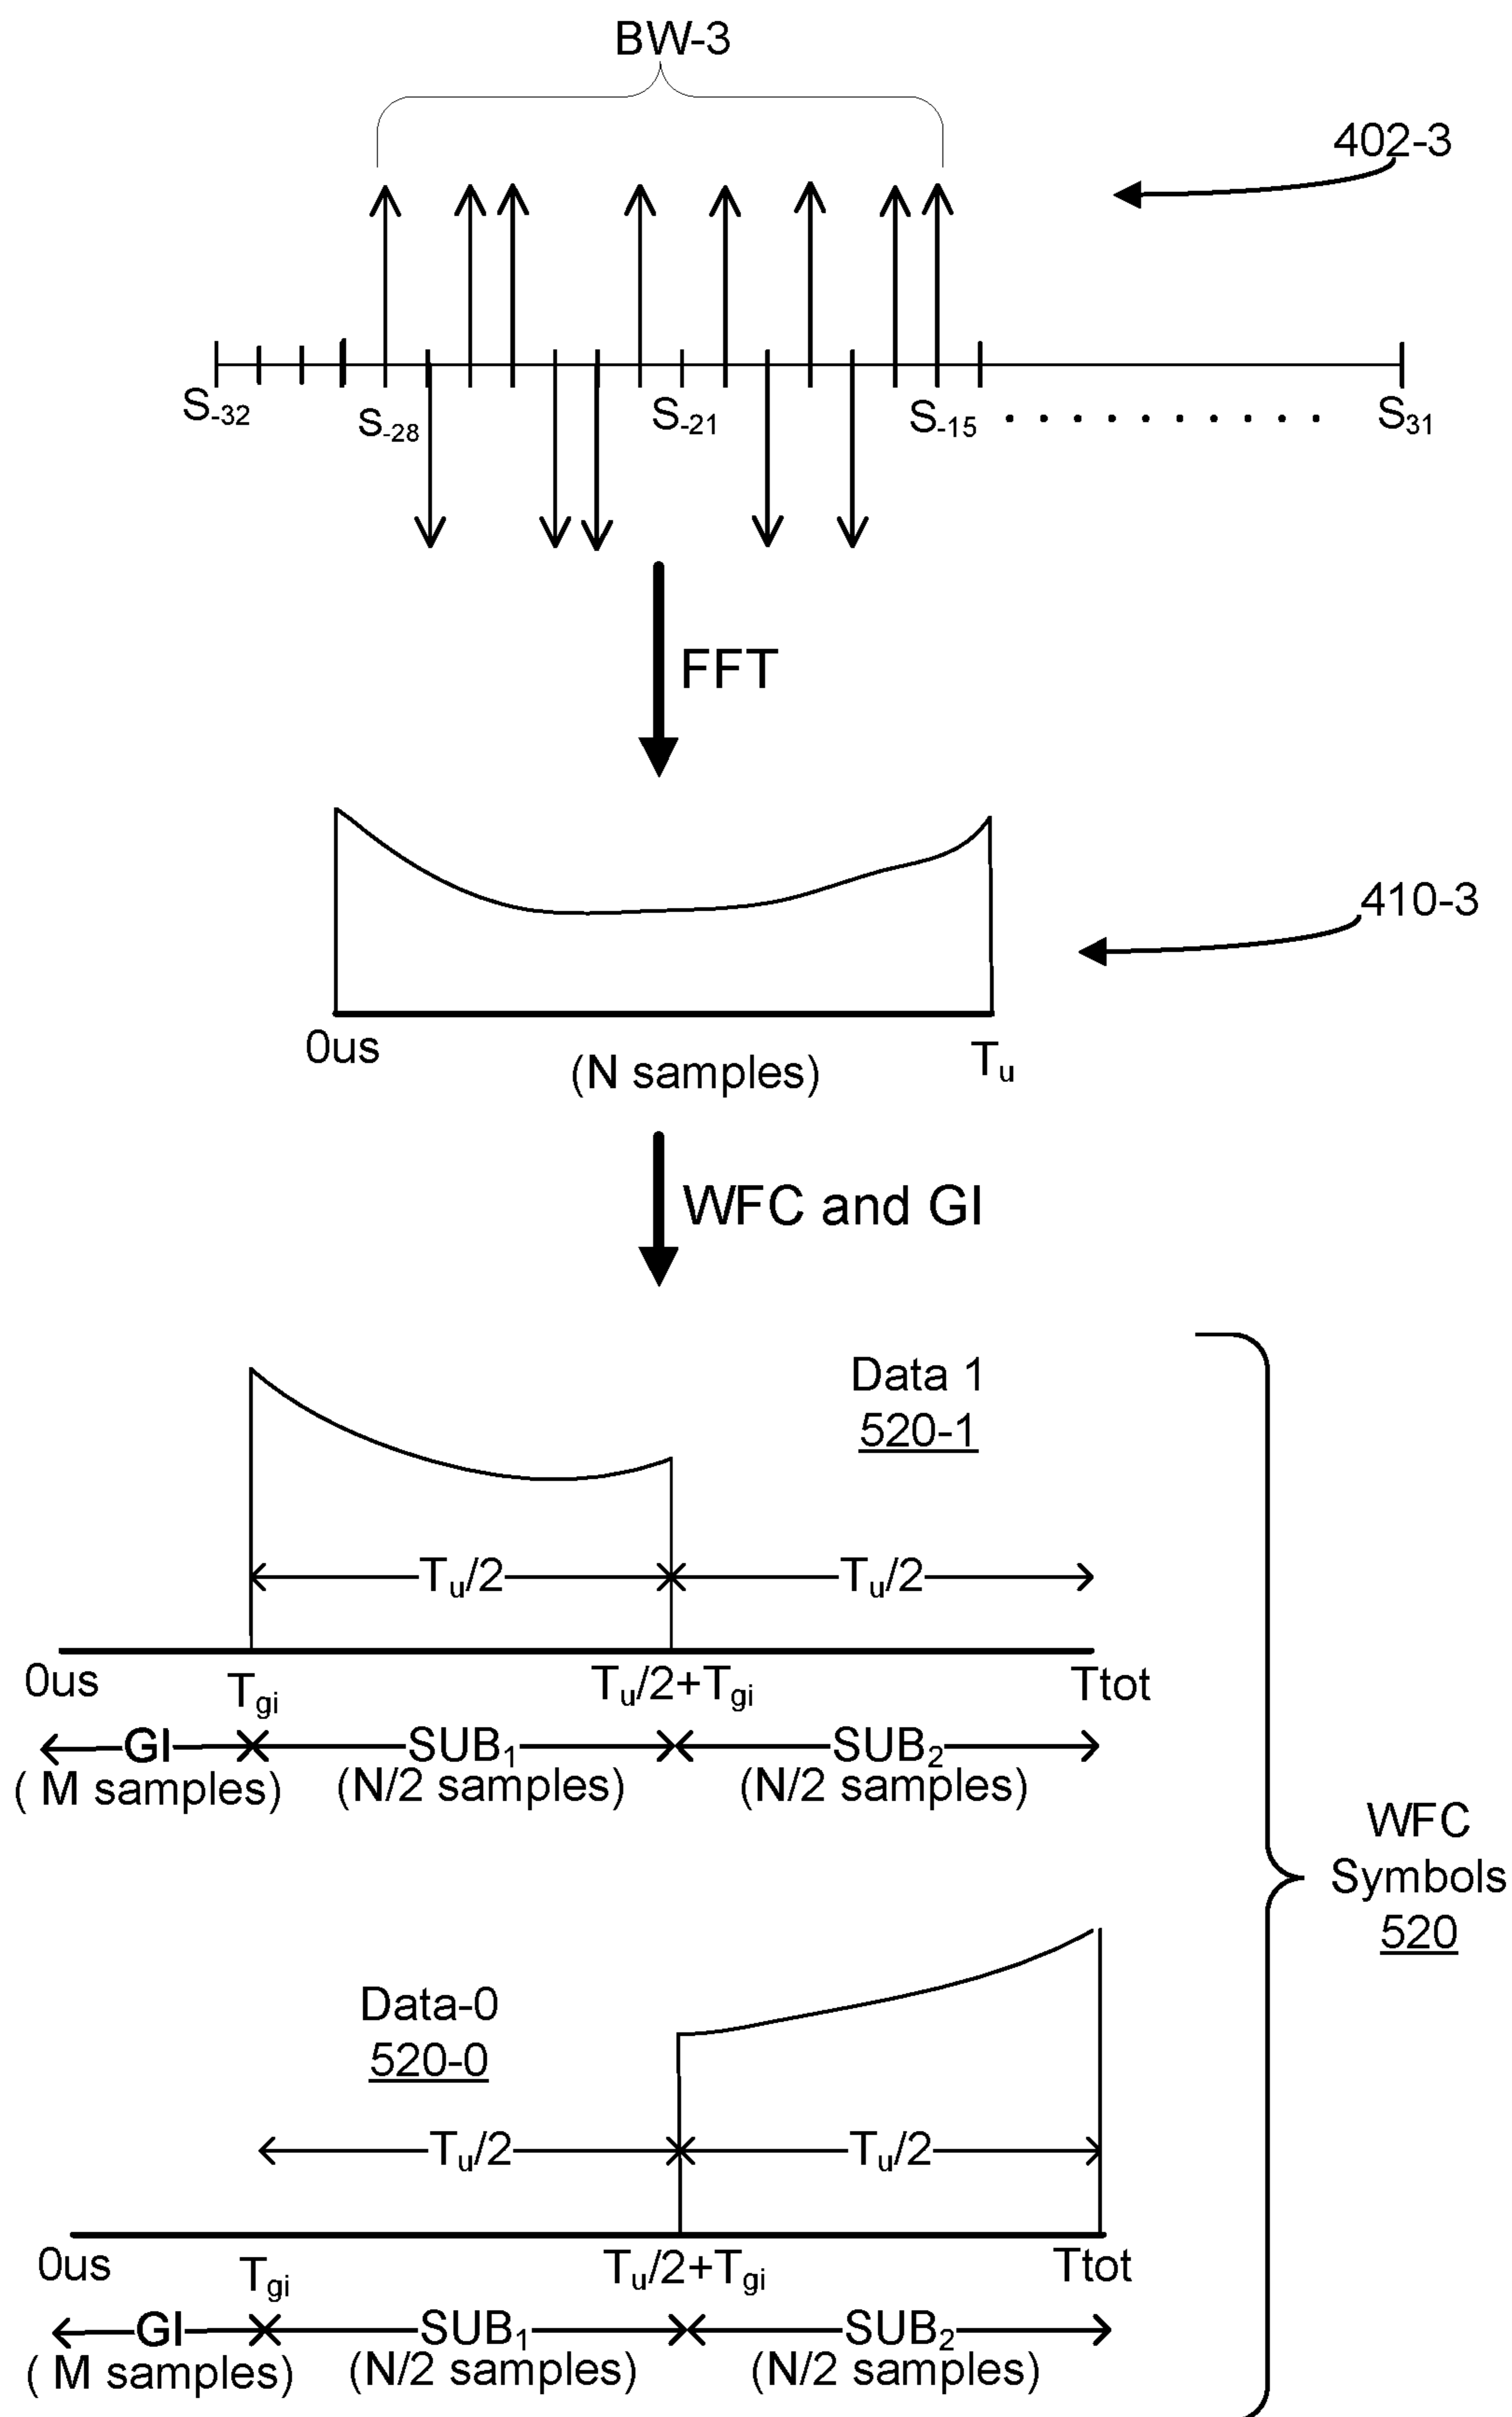 BW-3
402-3
S-32
S-28
S-21
S-15
S31
FFT
410-3
0us
(N samples)
Tu
WFC and GI
Data 1
520-1
Tu/2
Tu/2
0us
Tgi
Tu/2+Tgi
Ttot
GI
SUB1
SUB2
( M samples)
(N/2 samples)
(N/2 samples)
WFC
Symbols
520
Data-0
520-0
Tu/2
Tu/2
0us
Tgi
Tu/2+Tgi
Ttot
GI
SUB1
SUB2
( M samples)
(N/2 samples)
(N/2 samples)